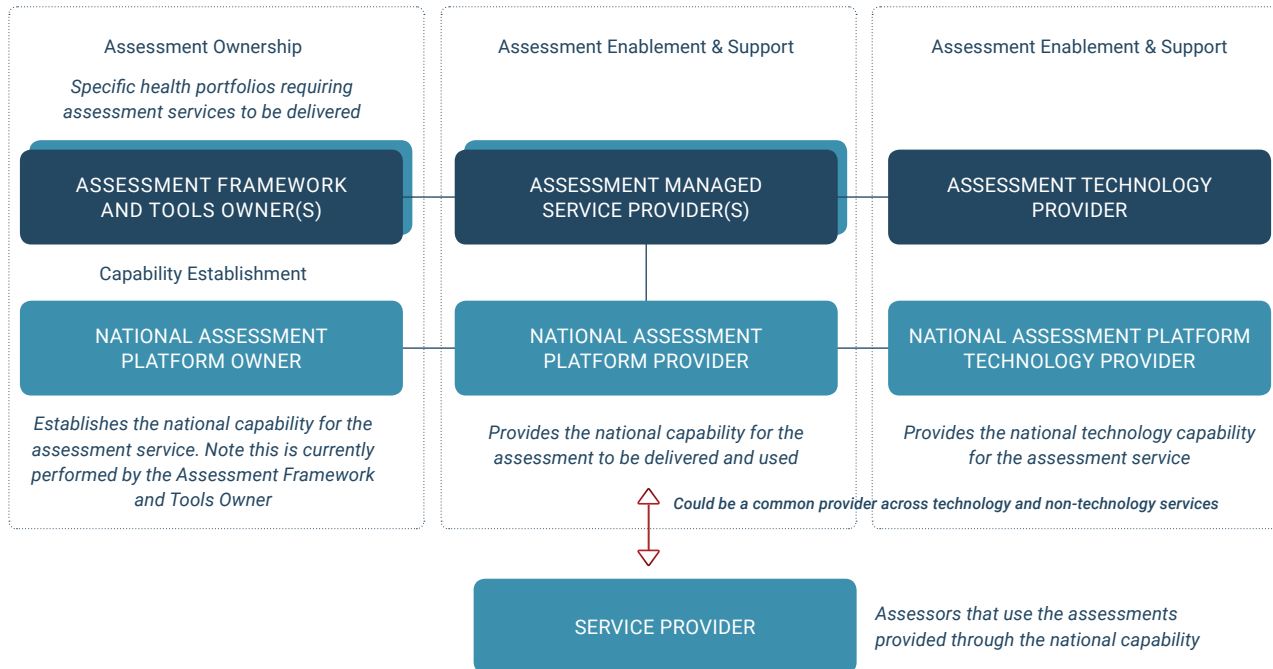 Assessment Ownership
Specific health portfolios requiring
assessment services to be delivered
ASSESSMENT FRAMEWORK
AND TOOLS OWNER(S)
Capability Establishment
NATIONAL ASSESSMENT
PLATFORM OWNER
Establishes the national capability for the
assessment service. Note this is currently
performed by the Assessment Framework
and Tools Owner
Assessment Enablement & Support
ASSESSMENT MANAGED
SERVICE PROVIDER(S)
NATIONAL ASSESSMENT
PLATFORM PROVIDER
Provides the national capability for the
assessment to be delivered and used
Assessment Enablement & Support
ASSESSMENT TECHNOLOGY
PROVIDER
NATIONAL ASSESSMENT PLATFORM
TECHNOLOGY PROVIDER
Provides the national technology capability
for the assessment service
Could be a common provider across technology and non-technology services
SERVICE PROVIDER
Assessors that use the assessments
provided through the national capability